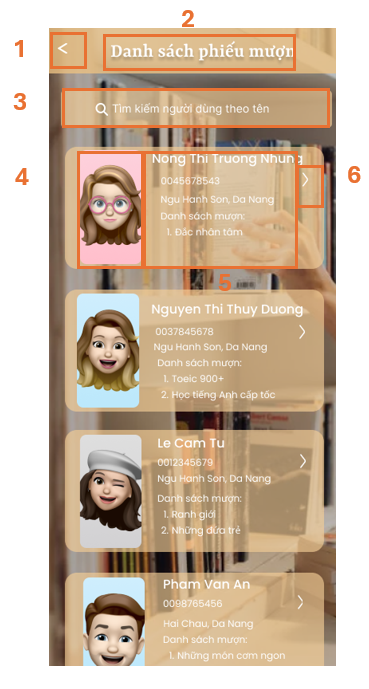 2
1
<
Danh sách phiếu mượn
3
Tìm kiếm người dùng theo tên
4
Nong Thi Truong Nhung
0045678543
6
Ngu Hanh Son, Da Nang
Danh sách mượn:
1. Đắc nhân tâm
5
Nguyen Thi Thuy Duong
0037845678
Ngu Hanh Son, Da Nang
Danh sách mượn:
1. Toeic 900+
2. Học tiếng Anh cấp tốc
Le Cam Tu
0012345679
Ngu Hanh Son, Da Nang
Danh sách mượn:
1. Ranh giới
2. Những đứa trẻ
Pham Van An
0098765456
Hai Chau, Da Nang
Danh sách mượn:
1. Những món cơm ngon